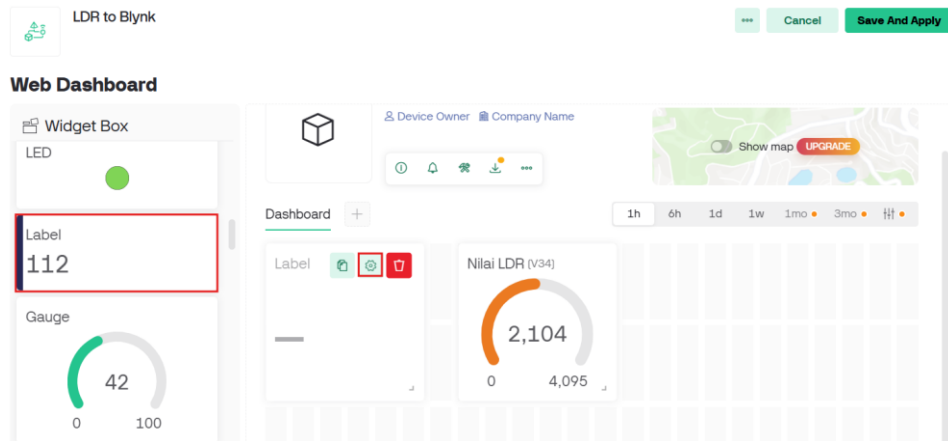 LDR to Blynk
Cancel
Save And Apply
Web Dashboard
Widget Box
LED
Label
112
Gauge
42
0 100
Device Owner Company Name
Show map UPGRADE
Dashboard
1h 6h 1d 1w 1mo 3mo
Label
Nilai LDR (V34)
2,104
0 4,095